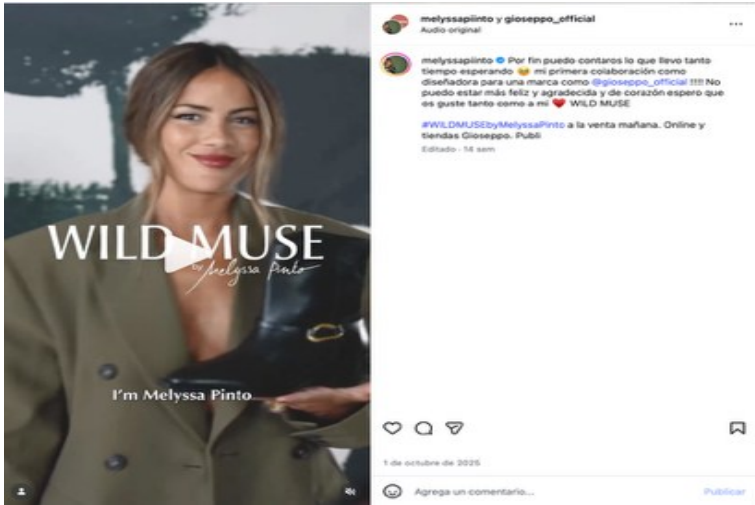 melyssapiinto y gioseppo_official
Audio original
melyssapiinto Por fin puedo contaros lo que llevo tanto
tiempo esperando 🥹 mi primera colaboración como
diseñadora para una marca como @gioseppo_official !!!! No
puedo estar más feliz y agradecida y de corazón espero que
os guste tanto como a mí ❤️ WILD MUSE
#WILDMUSEbyMelyssaPinto a la venta mañana. Online y
tiendas Gioseppo. Publi
Editado · 14 sem
WILD MUSE
by Melyssa Pinto
I'm Melyssa Pinto
1 de octubre de 2025
Agrega un comentario...
Publicar